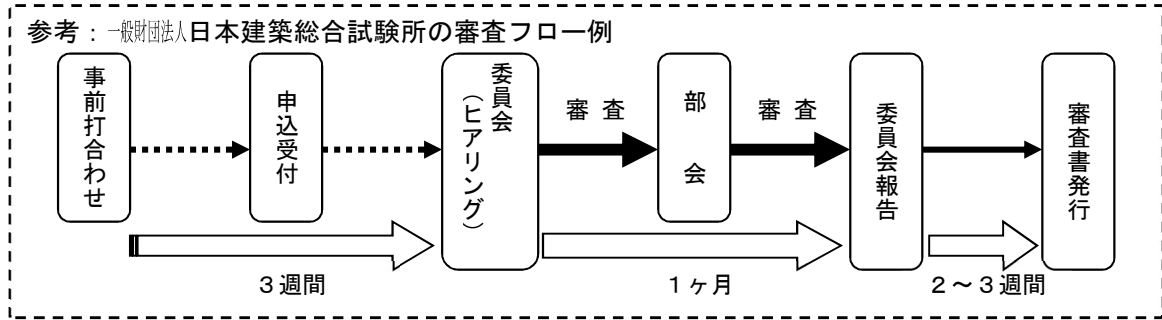 参考：一般財団法人日本建築総合試験所の審査フロー例
事前打合わせ
申込受付
委員会
（ヒアリング）
審査
部会
審査
委員会報告
審査書発行
３週間
１ヶ月
２～３週間